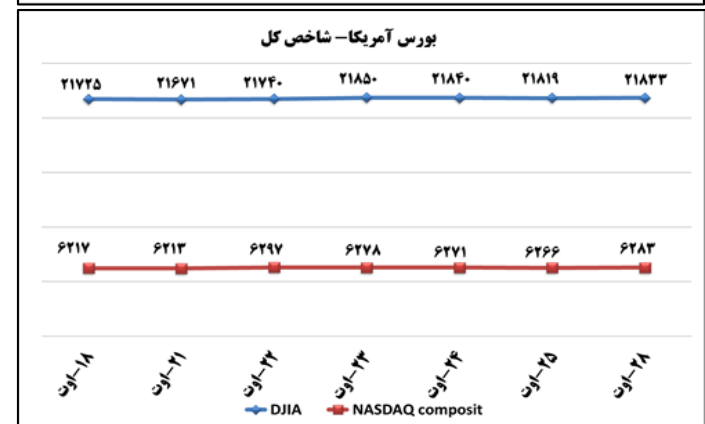 بورس آمریکا– شاخص کل
۲۱۷۲۵ ۲۱۶۷۱ ۲۱۷۴۰ ۲۱۸۵۰ ۲۱۸۴۰ ۲۱۸۱۹ ۲۱۸۳۳
۶۲۱۷ ۶۲۱۳ ۶۲۹۷ ۶۲۷۸ ۶۲۷۱ ۶۲۶۶ ۶۲۸۳
۱۸-اوت ۲۱-اوت ۲۲-اوت ۲۳-اوت ۲۴-اوت ۲۵-اوت ۲۸-اوت
DJIA NASDAQ composit